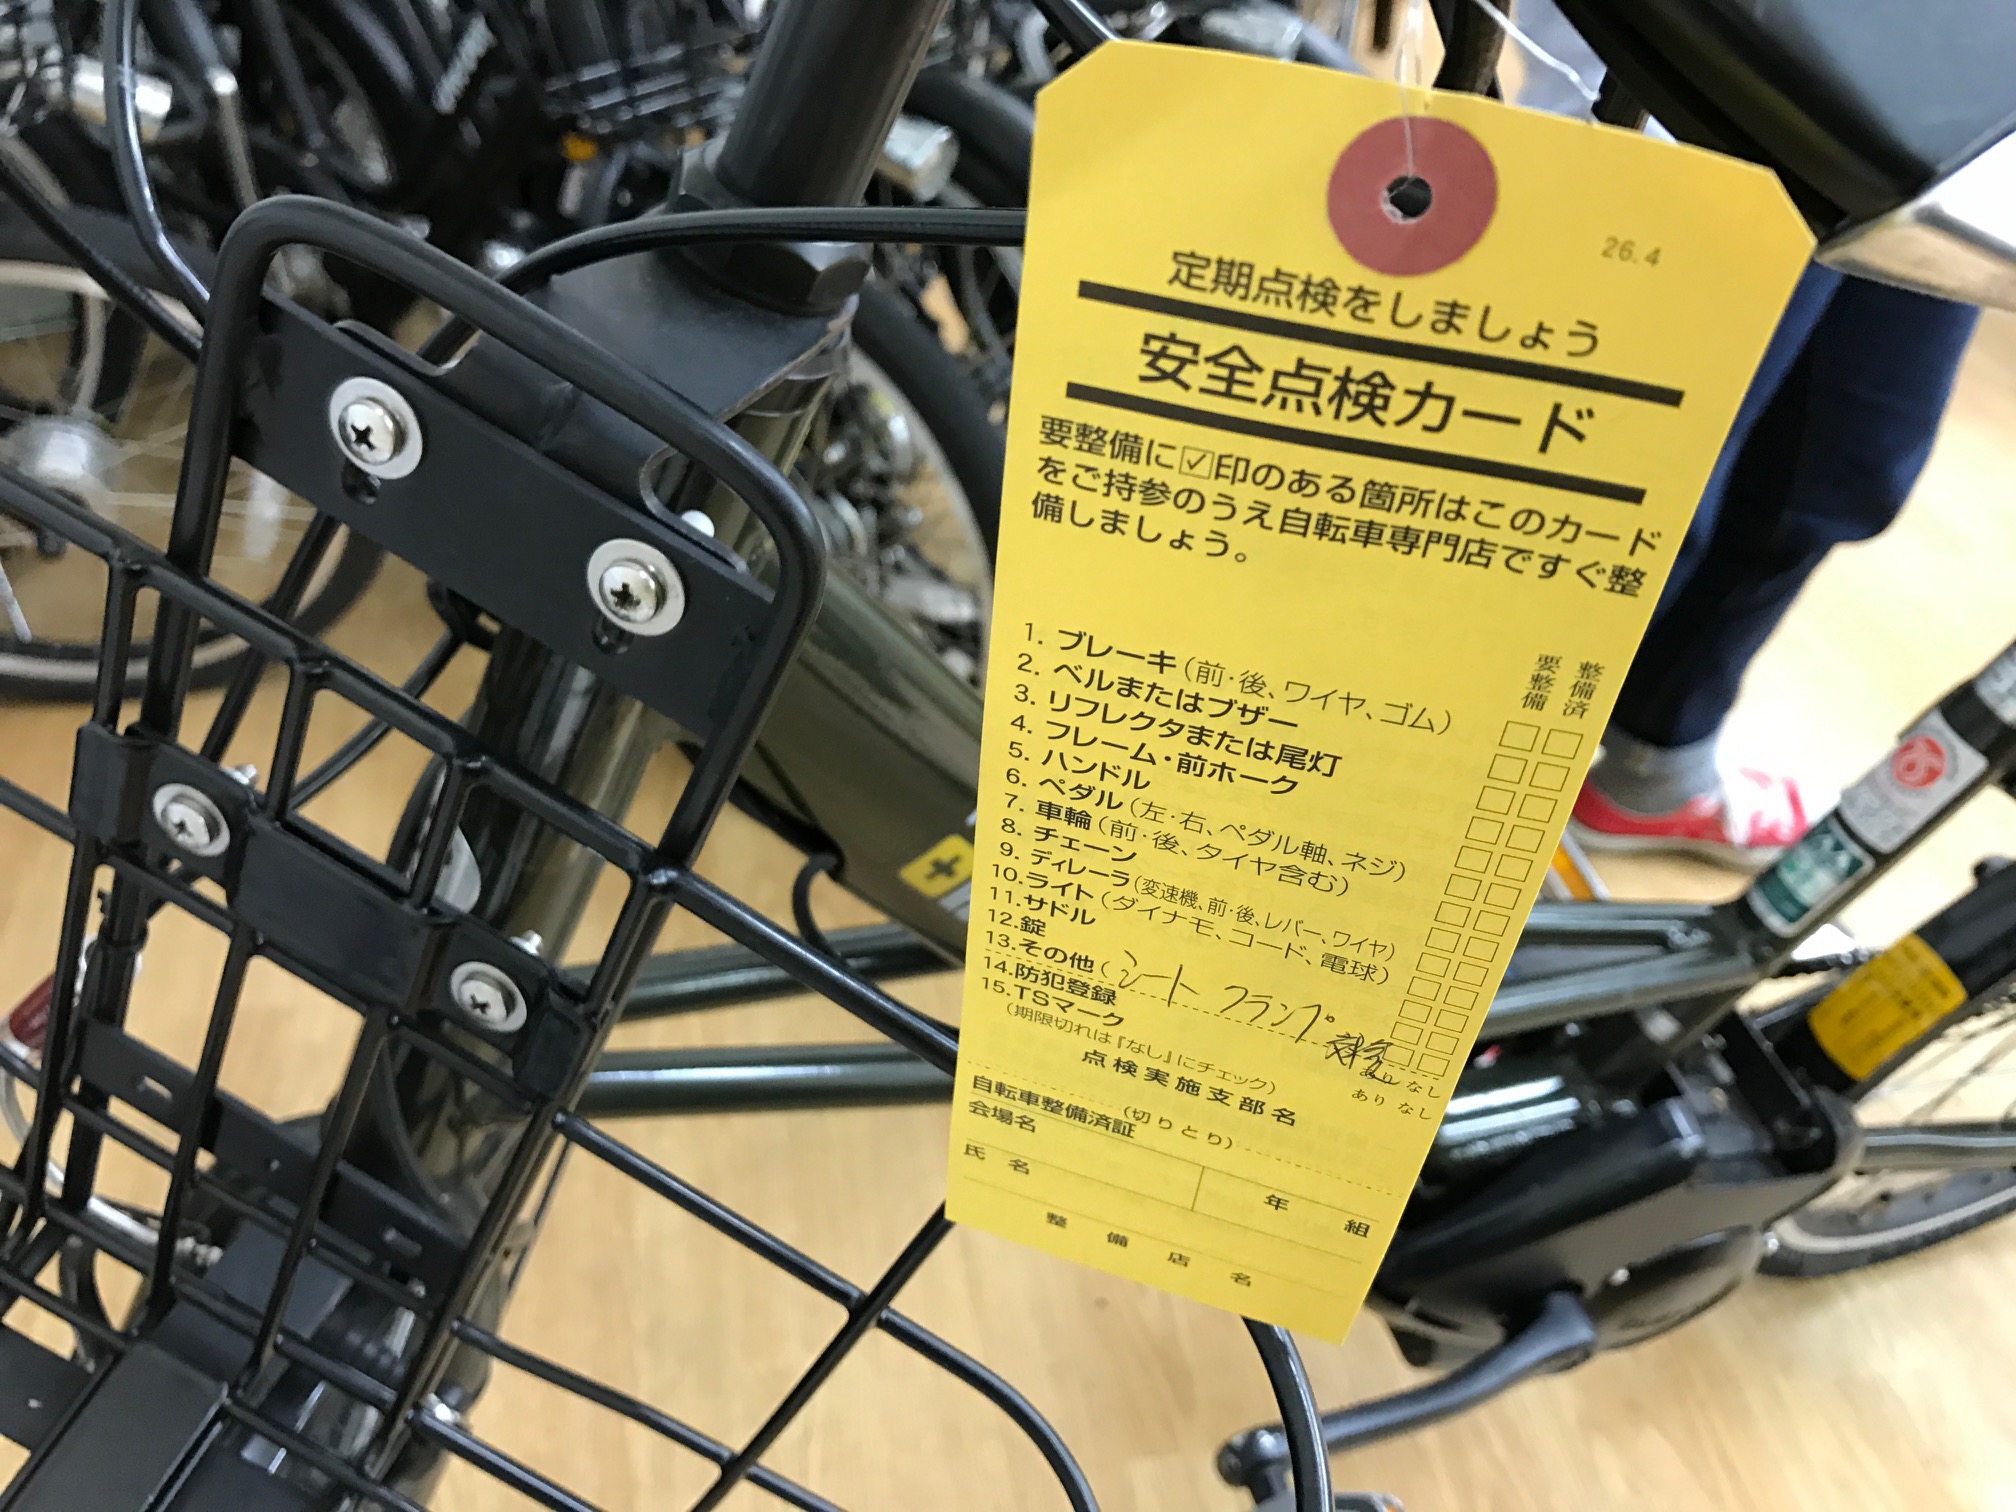 26.4
定期点検をしましょう
安全点検カード
要整備に☑印のある箇所はこのカード
をご持参のうえ自転車専門店ですぐ整
備しましょう。
要整備 整備済
1. ブレーキ(前・後、ワイヤ、ゴム)
2. ベルまたはブザー
3. リフレクタまたは尾灯
4. フレーム・前ホーク
5. ハンドル
6. ペダル(左・右、ペダル軸、ネジ)
7. 車輪(前・後、タイヤ含む)
8. チェーン
9. ディレーラ(変速機、前・後、レバー、ワイヤ)
10. ライト(ダイナモ、コード、電球)
11. サドル
12. 錠
13. その他(シート クランプ
14. 防犯登録 あり なし
15. TSマーク あり なし
(期限切れは『なし』にチェック)
点検実施支部名
(切りとり)
自転車整備済証
会場名
氏名 年 組
整備店名